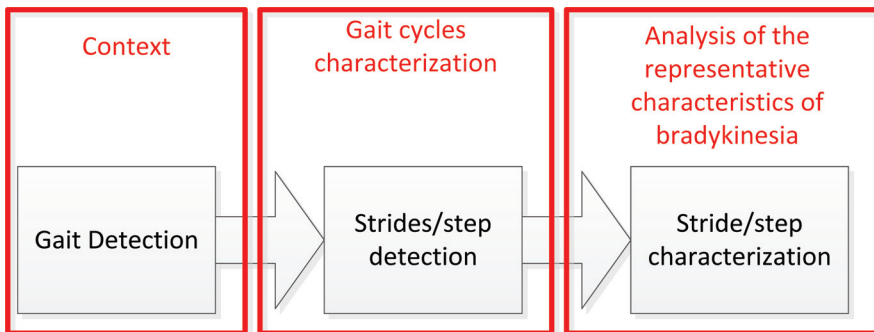 Context
Gait cycles
characterization
Analysis of the
representative
characteristics of
bradykinesia
Gait Detection
Strides/step
detection
Stride/step
characterization